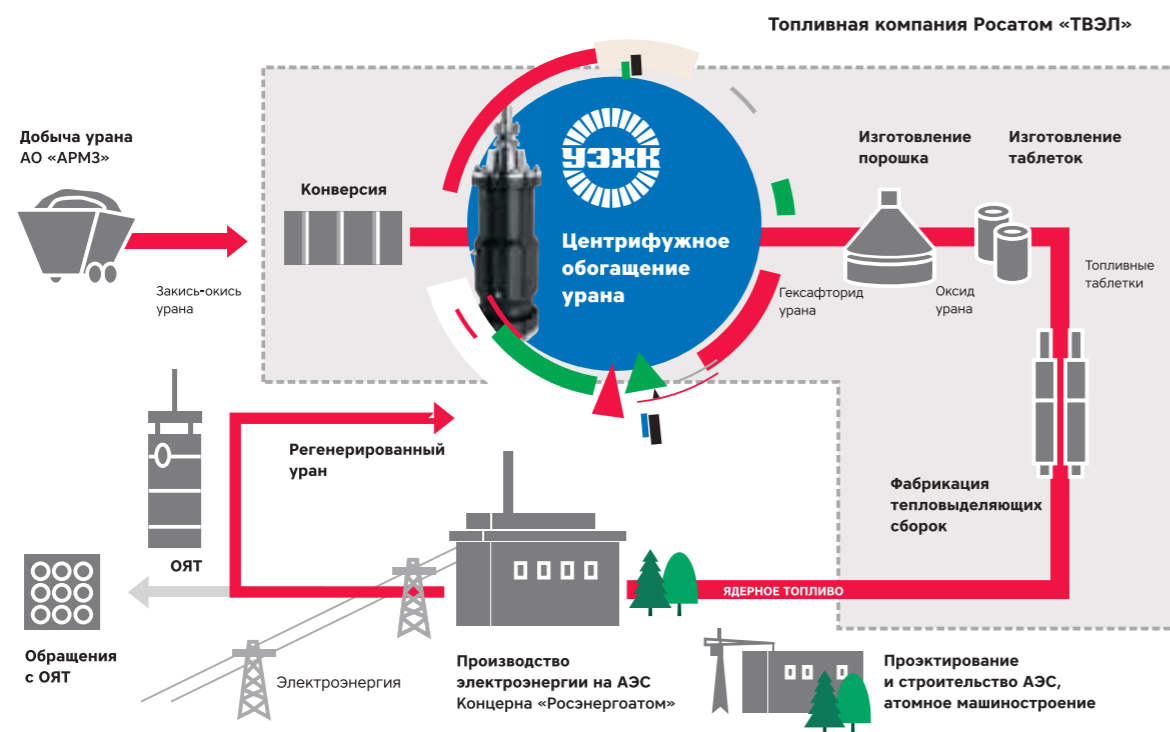 Топливная компания Росатом «ТВЭЛ»
Добыча урана
АО «АРМЗ»
Закись-окись
урана
Конверсия
УЭХК
Центрифужное
обогащение
урана
Гексафторид
урана
Изготовление
порошка
Оксид
урана
Изготовление
таблеток
Топливные
таблетки
Фабрикация
тепловыделяющих
сборок
ЯДЕРНОЕ ТОПЛИВО
Регенерированный
уран
ОЯТ
Обращения
с ОЯТ
Электроэнергия
Производство
электроэнергии на АЭС
Концерна «Росэнергоатом»
Проэктирование
и строительство АЭС,
атомное машиностроение